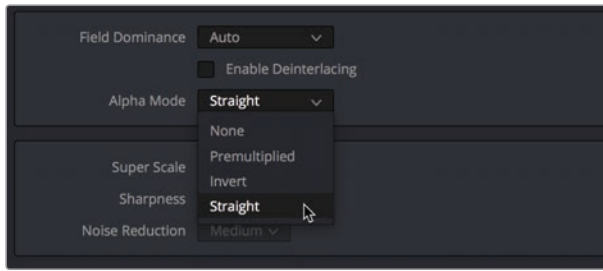 Field Dominance Auto
Enable Deinterlacing
Alpha Mode Straight
None
Premultiplied
Super Scale
Invert
Sharpness Straight
Noise Reduction Medium